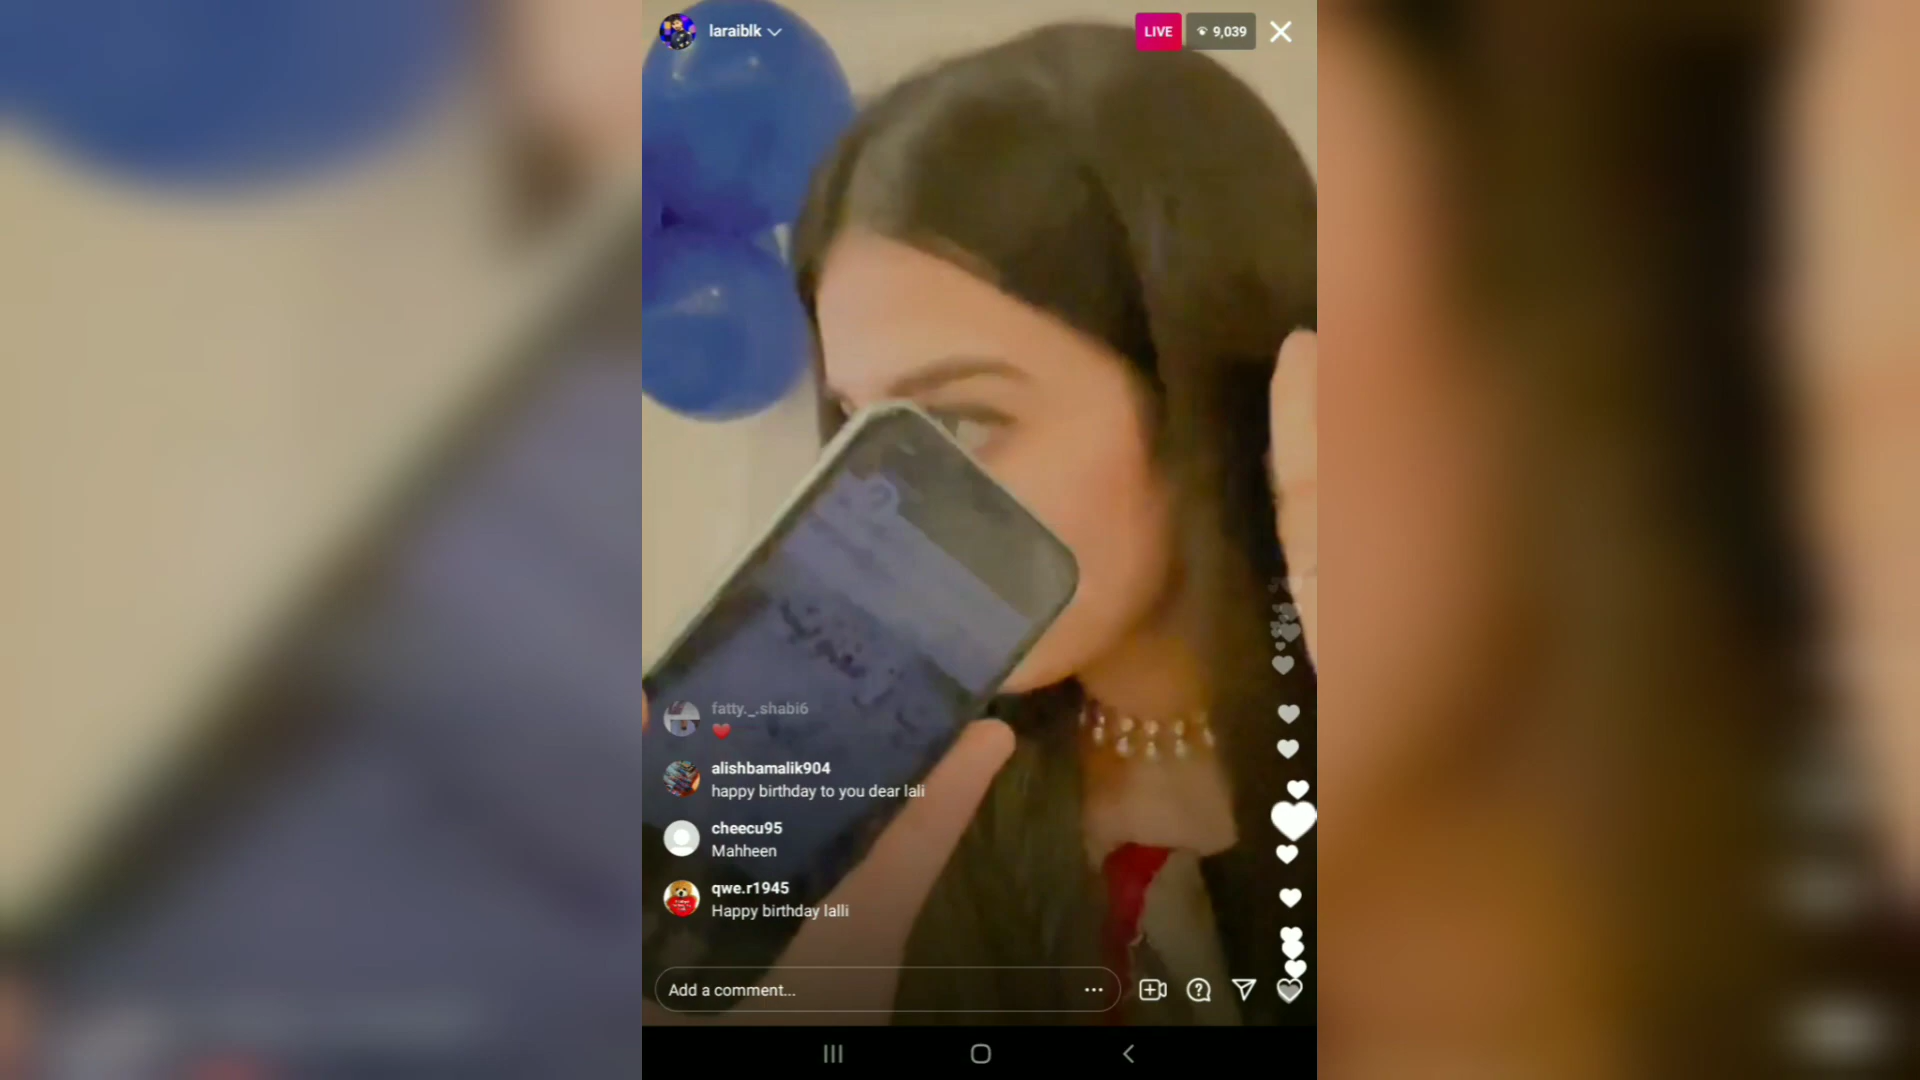 laraiblk
LIVE
9,039
fatty._.shabi6
❤️
alishbamalik904
happy birthday to you dear lali
cheecu95
Mahheen
qwe.r1945
Happy birthday lalli
Add a comment...